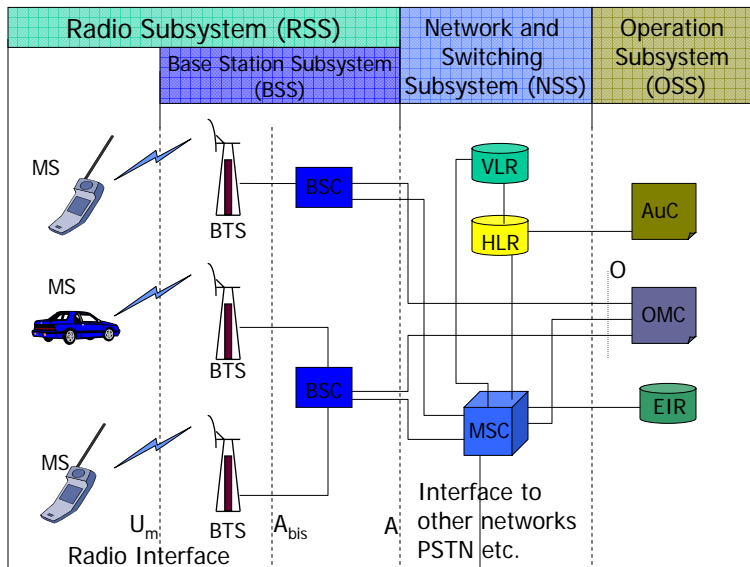 Radio Subsystem (RSS)
Network and
Switching
Subsystem (NSS)
Operation
Subsystem
(OSS)
Base Station Subsystem
(BSS)
MS
BTS
BSC
VLR
HLR
AuC
MS
BTS
BSC
O
OMC
MSC
EIR
MS
BTS
Um
Abis
A
Radio Interface
Interface to
other networks
PSTN etc.